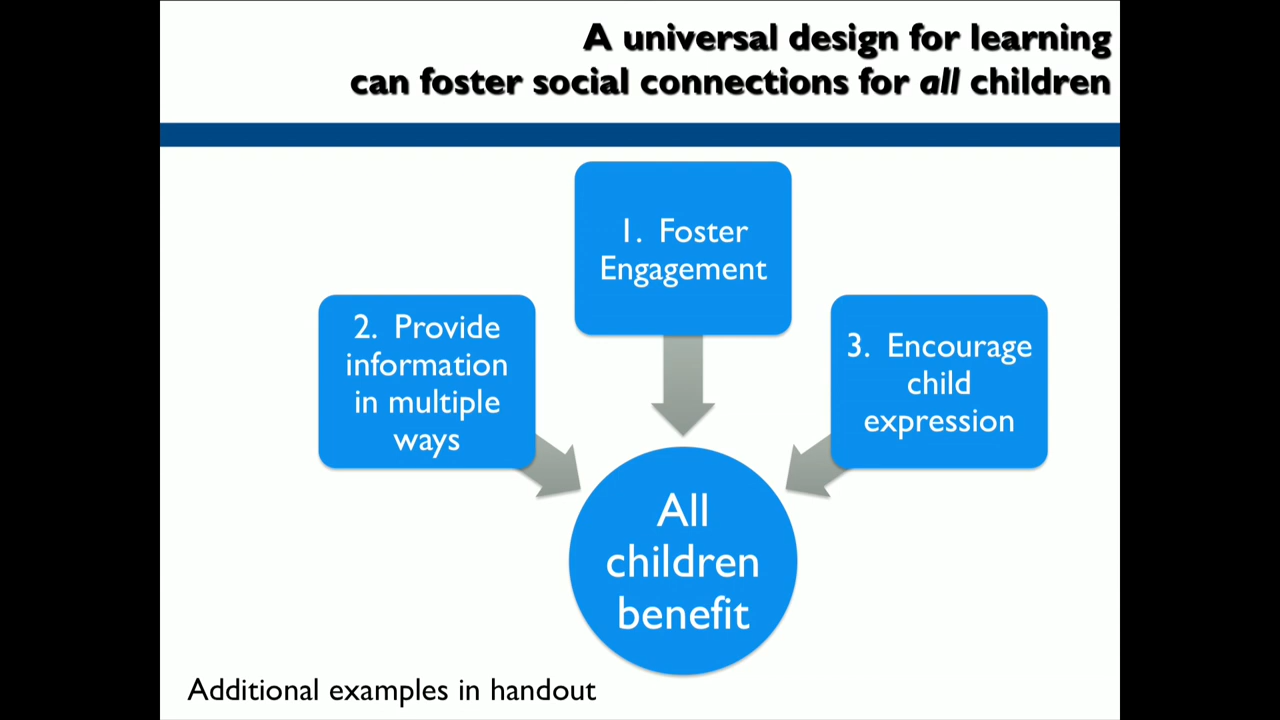 A universal design for learning
can foster social connections for all children
1. Foster
Engagement
2. Provide
information
in multiple
ways
3. Encourage
child
expression
All
children
benefit
Additional examples in handout